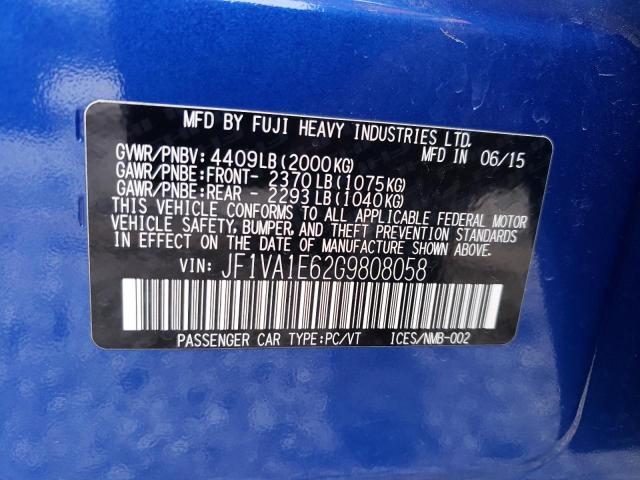 MFD BY FUJI HEAVY INDUSTRIES LTD.
GVWR/PNBV: 4409LB(2000KG) MFD IN 06/15
GAWR/PNBE:FRONT- 2370LB(1075KG)
GAWR/PNBE:REAR - 2293LB(1040KG)
THIS VEHICLE CONFORMS TO ALL APPLICABLE FEDERAL MOTOR
VEHICLE SAFETY, BUMPER, AND THEFT PREVENTION STANDARDS
IN EFFECT ON THE DATE OF MANUFACTURE SHOWN ABOVE.
VIN: JF1VA1E62G9808058
PASSENGER CAR TYPE:PC/VT ICES/NMB-002